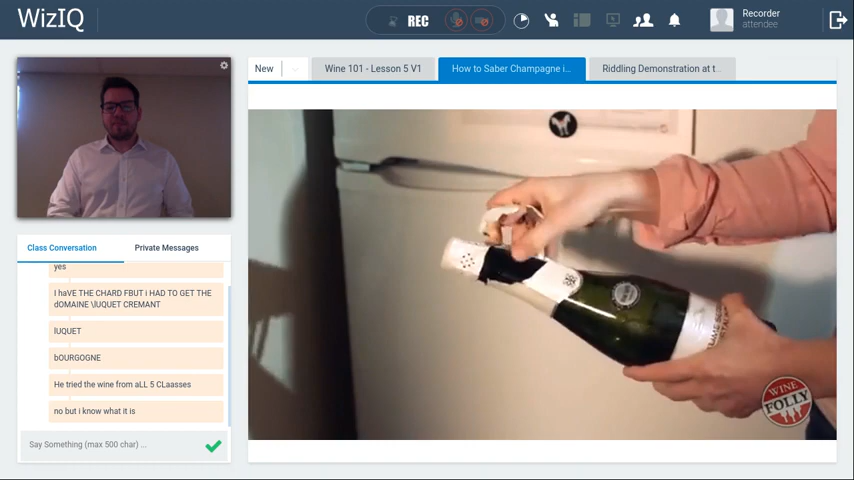 WizIQ
REC
Recorder
attendee
New
Wine 101 - Lesson 5 V1
How to Saber Champagne i...
Riddling Demonstration at t...
Class Conversation
Private Messages
yes
I haVE THE CHARD FBUT i HAD TO GET THE
dOMAINE \lUQUET CREMANT
lUQUET
bOURGOGNE
He tried the wine from aLL 5 CLaasses
no but i know what it is
Say Something (max 500 char) ...
WINE
FOLLY